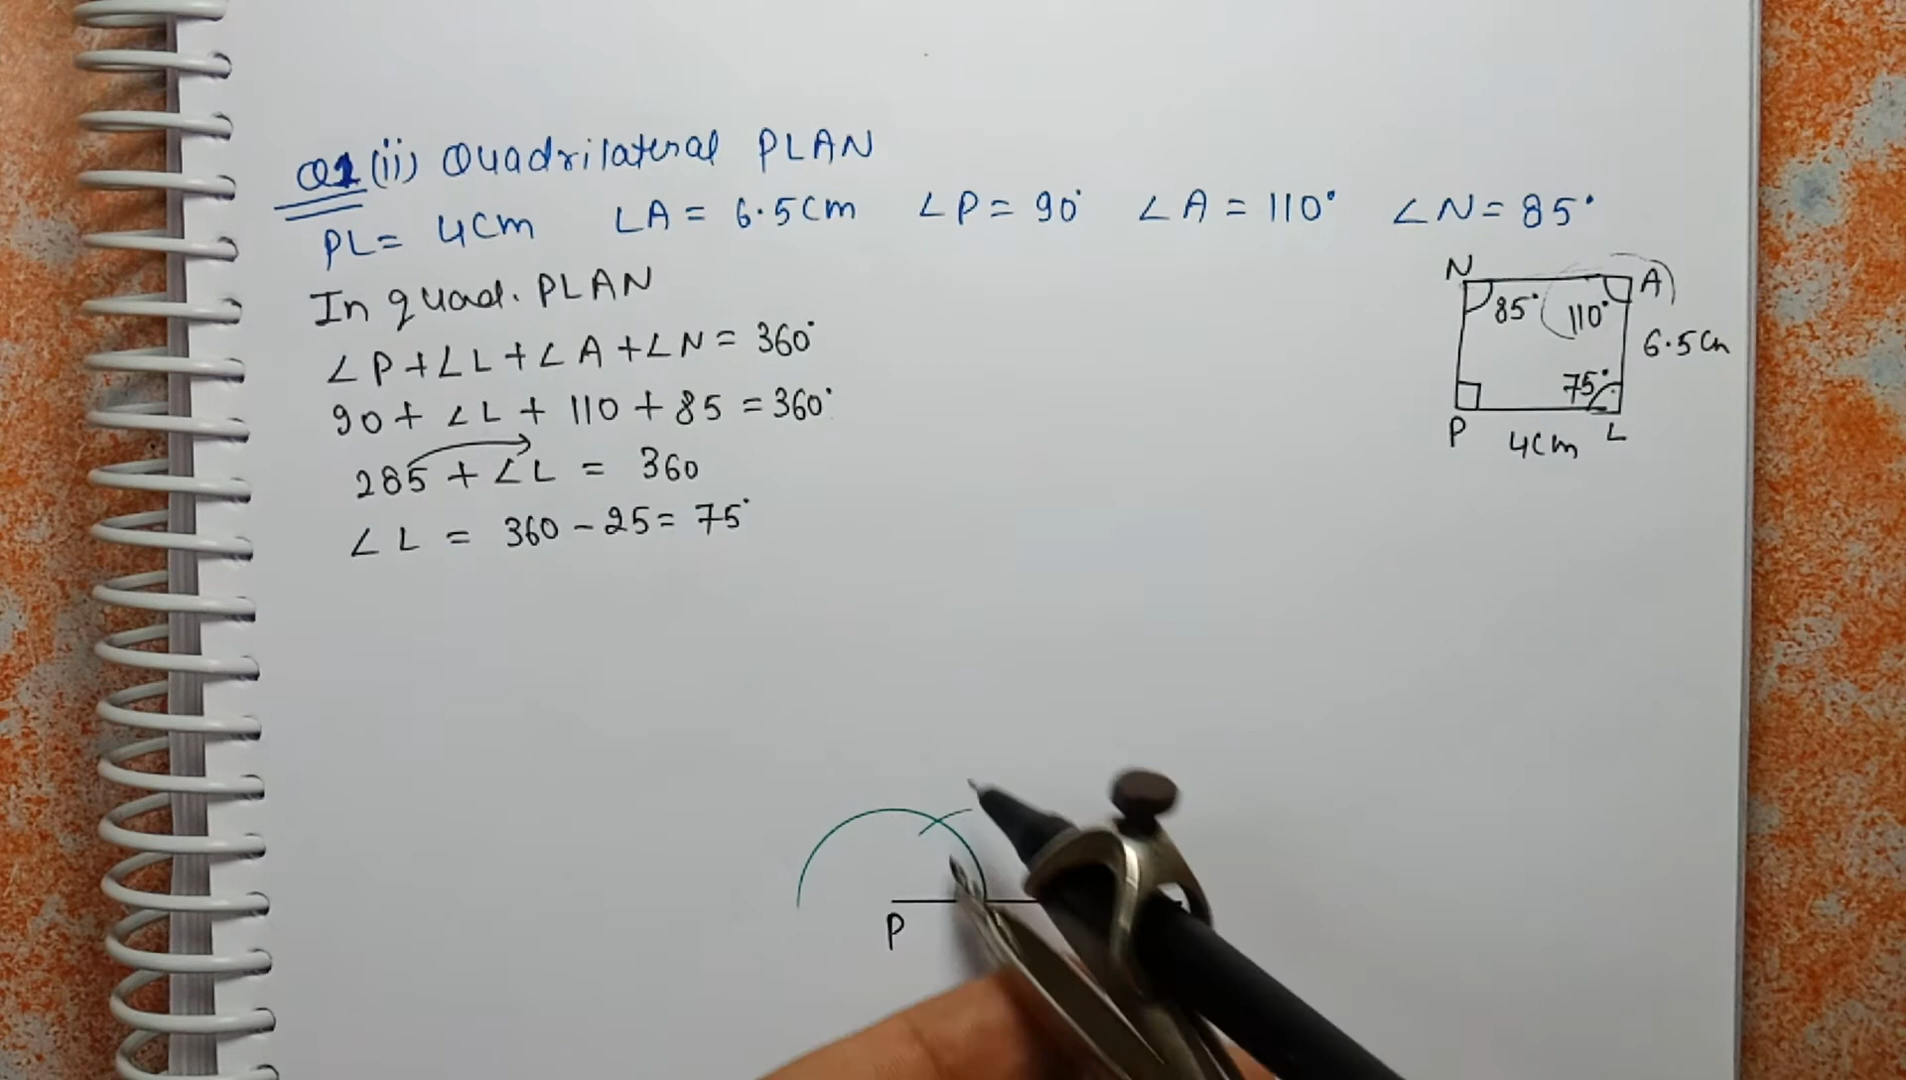 Q1 (ii) Quadrilateral PLAN
PL = 4cm LA = 6.5cm ∠P = 90° ∠A = 110° ∠N = 85°
In quad. PLAN
∠P + ∠L + ∠A + ∠N = 360°
90 + ∠L + 110 + 85 = 360°
285 + ∠L = 360
∠L = 360 - 25 = 75°
N A
85° 110°
6.5cm
75°
P 4cm L
P